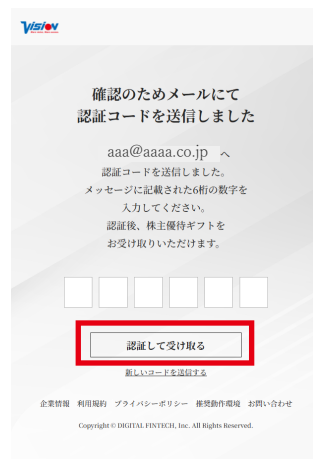 Vision
確認のためメールにて
認証コードを送信しました
aaa@aaaa.co.jp へ
認証コードを送信しました。
メッセージに記載された6桁の数字を
入力してください。
認証後、株主優待ギフトを
お受け取りいただけます。
認証して受け取る
新しいコードを送信する
企業情報 利用規約 プライバシーポリシー 推奨動作環境 お問い合わせ
Copyright © DIGITAL FINTECH, Inc. All Rights Reserved.